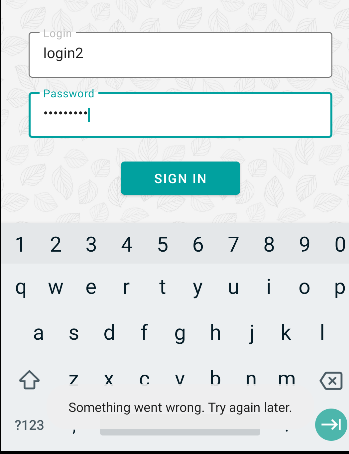 Login
login2
Password
•••••••••
SIGN IN
1 2 3 4 5 6 7 8 9 0
q w e r t y u i o p
a s d f g h j k l
z x c v b n m
Something went wrong. Try again later.
?123 , .